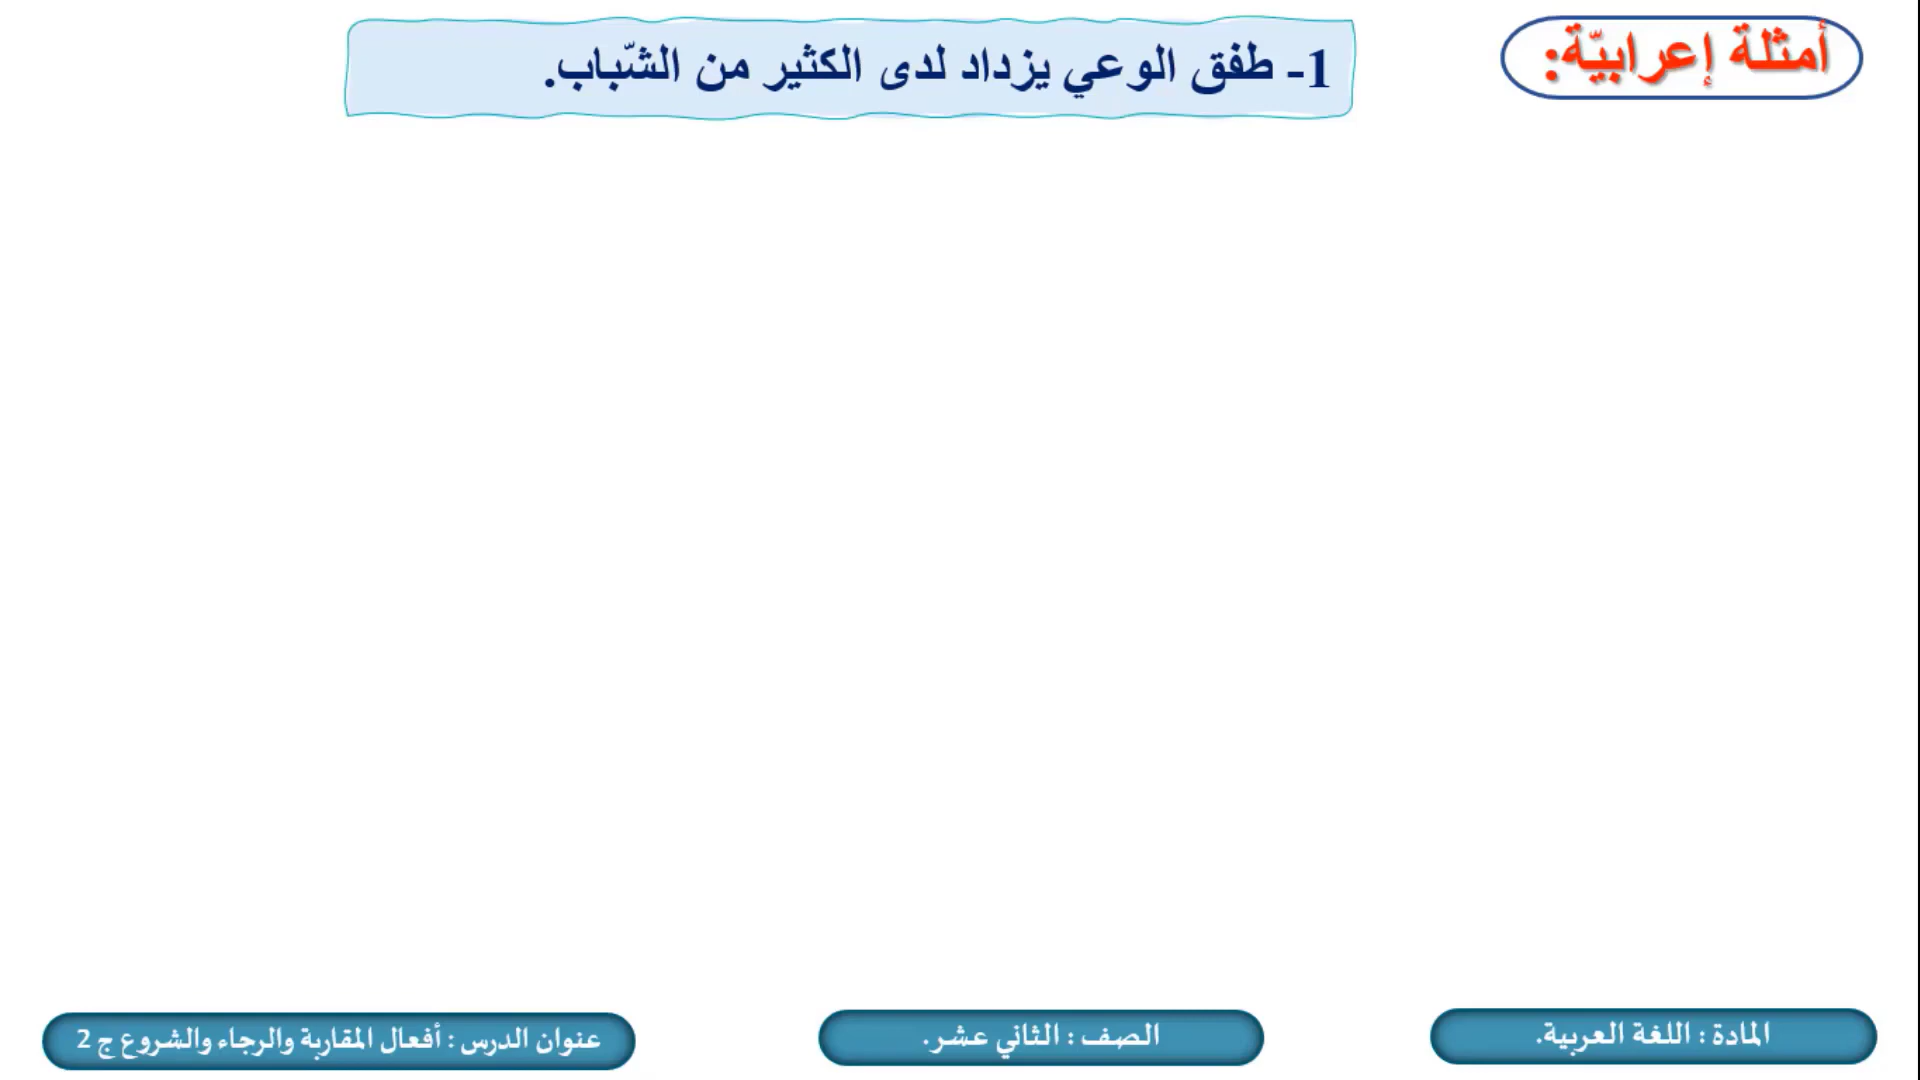 أمثلة إعرابيّة:
1- طفق الوعي يزداد لدى الكثير من الشّباب.
المادة : اللغة العربية.
الصف : الثاني عشر.
عنوان الدرس : أفعال المقاربة والرجاء والشروع ج 2